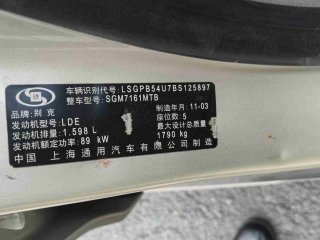 车辆识别代号: LSGPB54U7BS125897
整车型号: SGM7161MTB
品牌: 别克 制造年月: 11-03
发动机型号: LDE 座位数: 5
发动机排量: 1.598 L 最大设计总质量:
发动机额定功率: 89 kW 1790 kg
中国 上海通用汽车有限公司制造